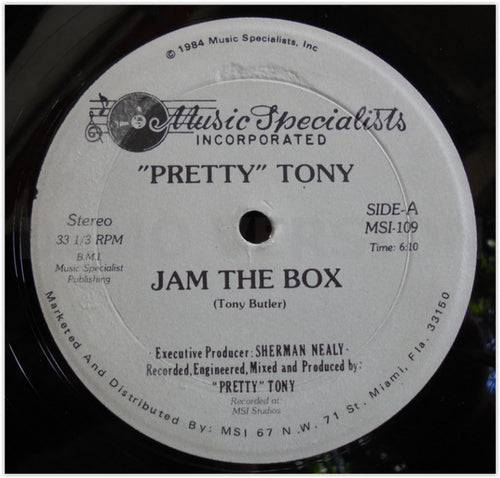 © 1984 Music Specialists, Inc
Music Specialists
INCORPORATED
"PRETTY" TONY
Stereo
33 1/3 RPM
B.M.I.
Music Specialist
Publishing
SIDE-A
MSI-109
Time: 6:10
JAM THE BOX
(Tony Butler)
· Executive Producer: SHERMAN NEALY ·
Recorded, Engineered, Mixed and Produced by:
"PRETTY" TONY
Recorded at:
MSI Studios
Marketed And Distributed By: MSI 67 N.W. 71 St. Miami, Fla. 33150